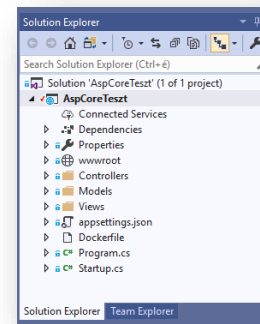 Solution Explorer
Search Solution Explorer (Ctrl+é)
Solution 'AspCoreTeszt' (1 of 1 project)
AspCoreTeszt
Connected Services
Dependencies
Properties
wwwroot
Controllers
Models
Views
appsettings.json
Dockerfile
C# Program.cs
C# Startup.cs
Solution Explorer Team Explorer